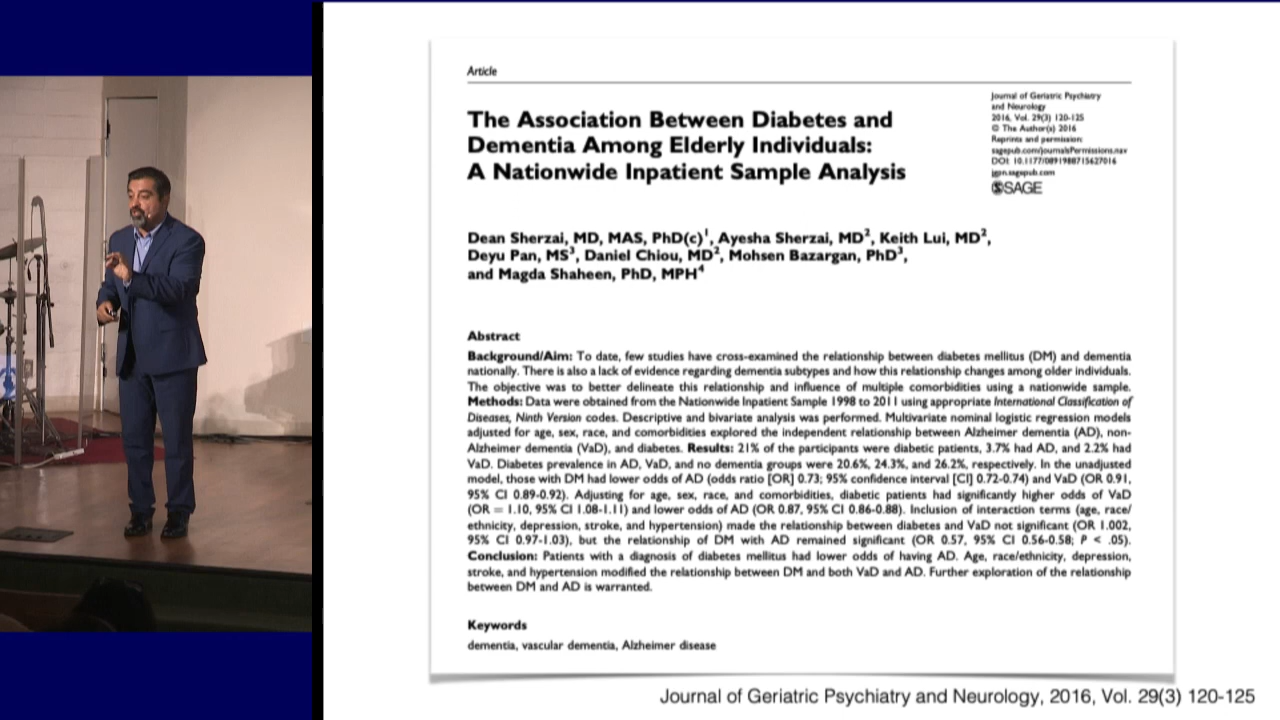 Article
The Association Between Diabetes and
Dementia Among Elderly Individuals:
A Nationwide Inpatient Sample Analysis
Journal of Geriatric Psychiatry
and Neurology
2016, Vol. 29(3) 120-125
© The Author(s) 2016
Reprints and permission:
sagepub.com/journalsPermissions.nav
DOI: 10.1177/0891988715627016
jgpn.sagepub.com
SAGE
Dean Sherzai, MD, MAS, PhD(c)¹, Ayesha Sherzai, MD², Keith Lui, MD²,
Deyu Pan, MS³, Daniel Chiou, MD², Mohsen Bazargan, PhD³,
and Magda Shaheen, PhD, MPH⁴
Abstract
Background/Aim: To date, few studies have cross-examined the relationship between diabetes mellitus (DM) and dementia
nationally. There is also a lack of evidence regarding dementia subtypes and how this relationship changes among older individuals.
The objective was to better delineate this relationship and influence of multiple comorbidities using a nationwide sample.
Methods: Data were obtained from the Nationwide Inpatient Sample 1998 to 2011 using appropriate International Classification of
Diseases, Ninth Version codes. Descriptive and bivariate analysis was performed. Multivariate nominal logistic regression models
adjusted for age, sex, race, and comorbidities explored the independent relationship between Alzheimer dementia (AD), non-
Alzheimer dementia (VaD), and diabetes. Results: 21% of the participants were diabetic patients, 3.7% had AD, and 2.2% had
VaD. Diabetes prevalence in AD, VaD, and no dementia groups were 20.6%, 24.3%, and 26.2%, respectively. In the unadjusted
model, those with DM had lower odds of AD (odds ratio [OR] 0.73; 95% confidence interval [CI] 0.72-0.74) and VaD (OR 0.91,
95% CI 0.89-0.92). Adjusting for age, sex, race, and comorbidities, diabetic patients had significantly higher odds of VaD
(OR = 1.10, 95% CI 1.08-1.11) and lower odds of AD (OR 0.87, 95% CI 0.86-0.88). Inclusion of interaction terms (age, race/
ethnicity, depression, stroke, and hypertension) made the relationship between diabetes and VaD not significant (OR 1.002,
95% CI 0.97-1.03), but the relationship of DM with AD remained significant (OR 0.57, 95% CI 0.56-0.58; P < .05).
Conclusion: Patients with a diagnosis of diabetes mellitus had lower odds of having AD. Age, race/ethnicity, depression,
stroke, and hypertension modified the relationship between DM and both VaD and AD. Further exploration of the relationship
between DM and AD is warranted.
Keywords
dementia, vascular dementia, Alzheimer disease
Journal of Geriatric Psychiatry and Neurology, 2016, Vol. 29(3) 120-125